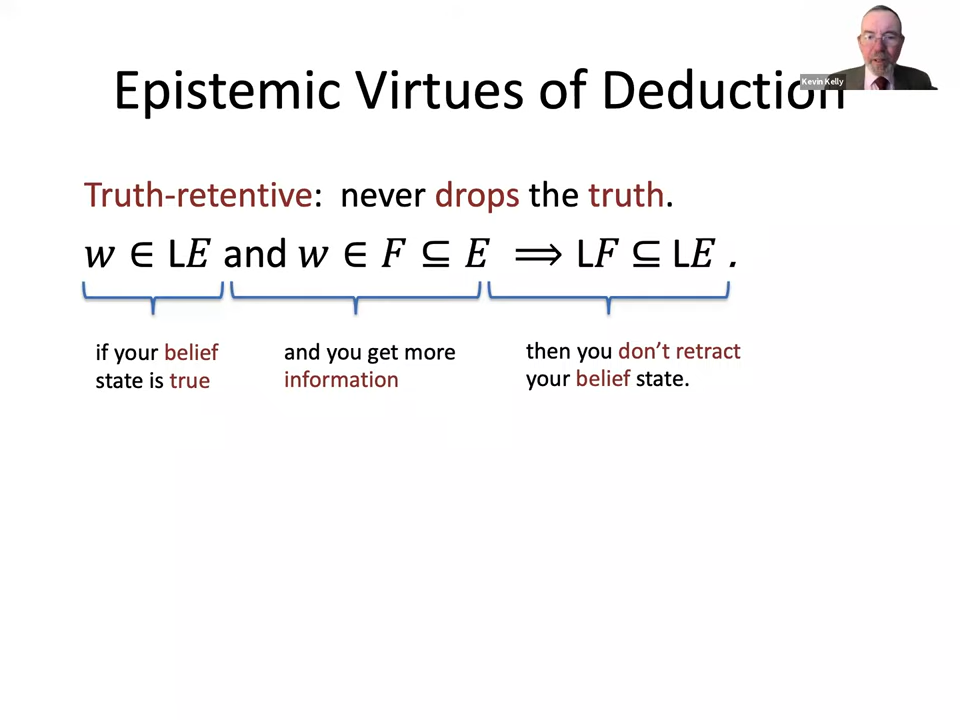 Epistemic Virtues of Deduction
Kevin Kelly
Truth-retentive: never drops the truth.
w ∈ LE and w ∈ F ⊆ E ⟹ LF ⊆ LE .
if your belief
state is true
and you get more
information
then you don’t retract
your belief state.